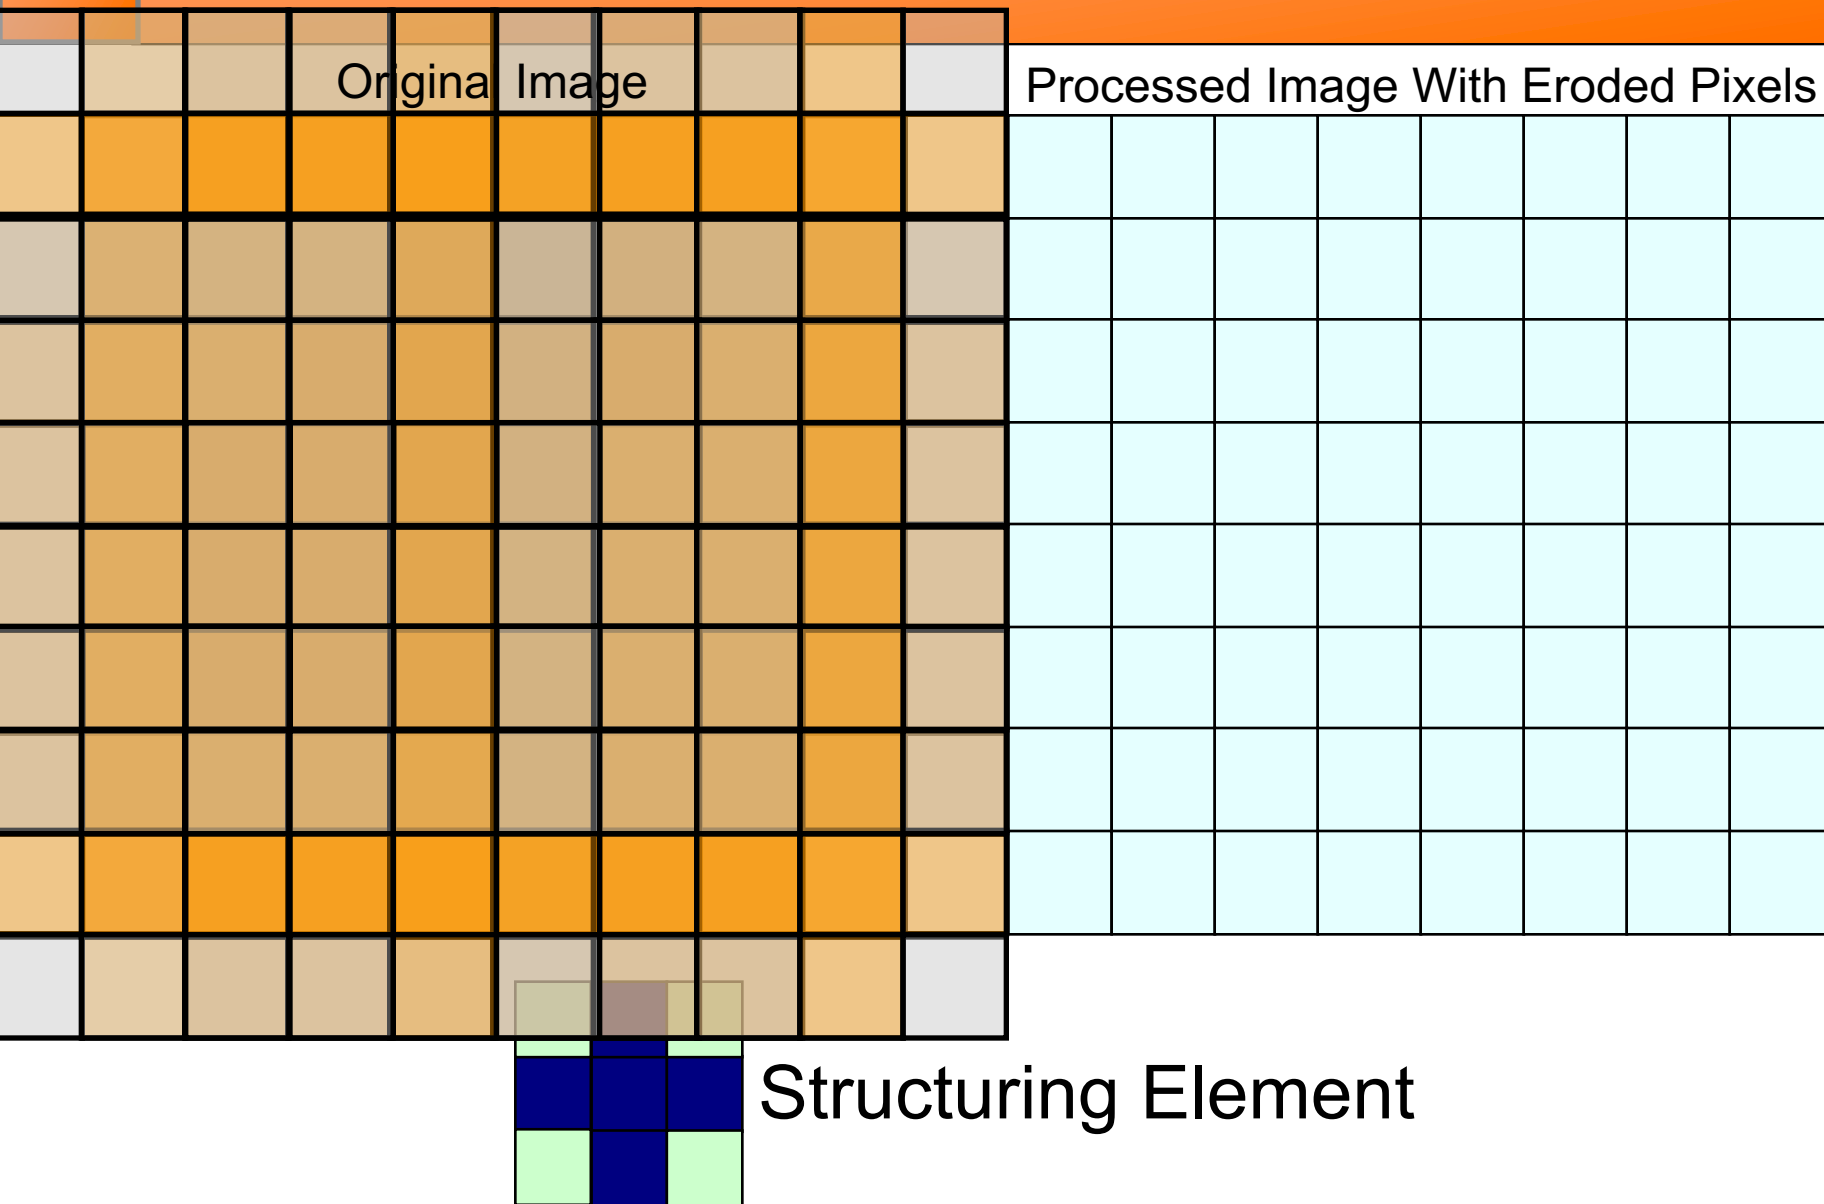 Original Image
Processed Image With Eroded Pixels
Structuring Element